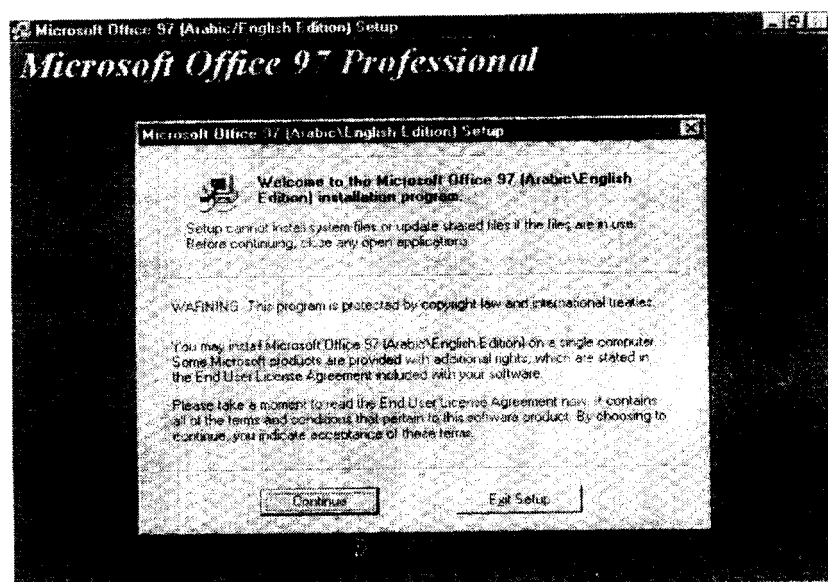 Microsoft Office 97 (Arabic/English Edition) Setup
Microsoft Office 97 Professional
Microsoft Office 97 (Arabic\English Edition) Setup
Welcome to the Microsoft Office 97 (Arabic\English
Edition) installation program.
Setup cannot install system files or update shared files if the files are in use.
Before continuing, close any open applications.
WARNING: This program is protected by copyright law and international treaties.
You may install Microsoft Office 97 (Arabic\English Edition) on a single computer.
Some Microsoft products are provided with additional rights, which are stated in
the End User License Agreement included with your software.
Please take a moment to read the End User License Agreement now. It contains
all of the terms and conditions that pertain to this software product. By choosing to
continue, you indicate acceptance of these terms.
Continue
Exit Setup